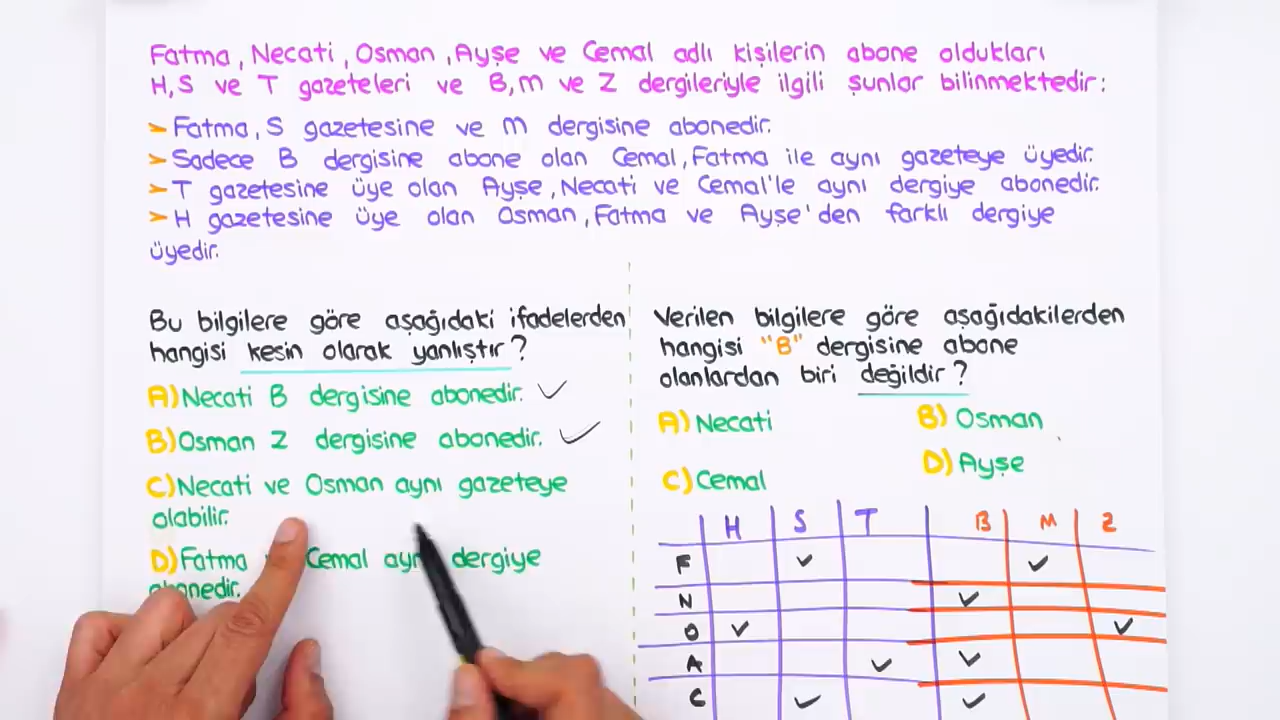 Fatma, Necati, Osman, Ayşe ve Cemal adlı kişilerin abone oldukları
H, S ve T gazeteleri ve B, M ve Z dergileriyle ilgili şunlar bilinmektedir:
➤ Fatma, S gazetesine ve M dergisine abonedir.
➤ Sadece B dergisine abone olan Cemal, Fatma ile aynı gazeteye üyedir.
➤ T gazetesine üye olan Ayşe, Necati ve Cemal'le aynı dergiye abonedir.
➤ H gazetesine üye olan Osman, Fatma ve Ayşe'den farklı dergiye
üyedir.
Bu bilgilere göre aşağıdaki ifadelerden
hangisi kesin olarak yanlıştır?
A) Necati B dergisine abonedir. ✓
B) Osman Z dergisine abonedir. ✓
C) Necati ve Osman aynı gazeteye
olabilir.
D) Fatma Cemal dergiye
Verilen bilgilere göre aşağıdakilerden
hangisi "B" dergisine abone
olanlardan biri değildir?
A) Necati B) Osman
C) Cemal D) Ayşe
H S T B M Z
F ✓ ✓
N ✓
O ✓ ✓
A ✓ ✓
C ✓ ✓